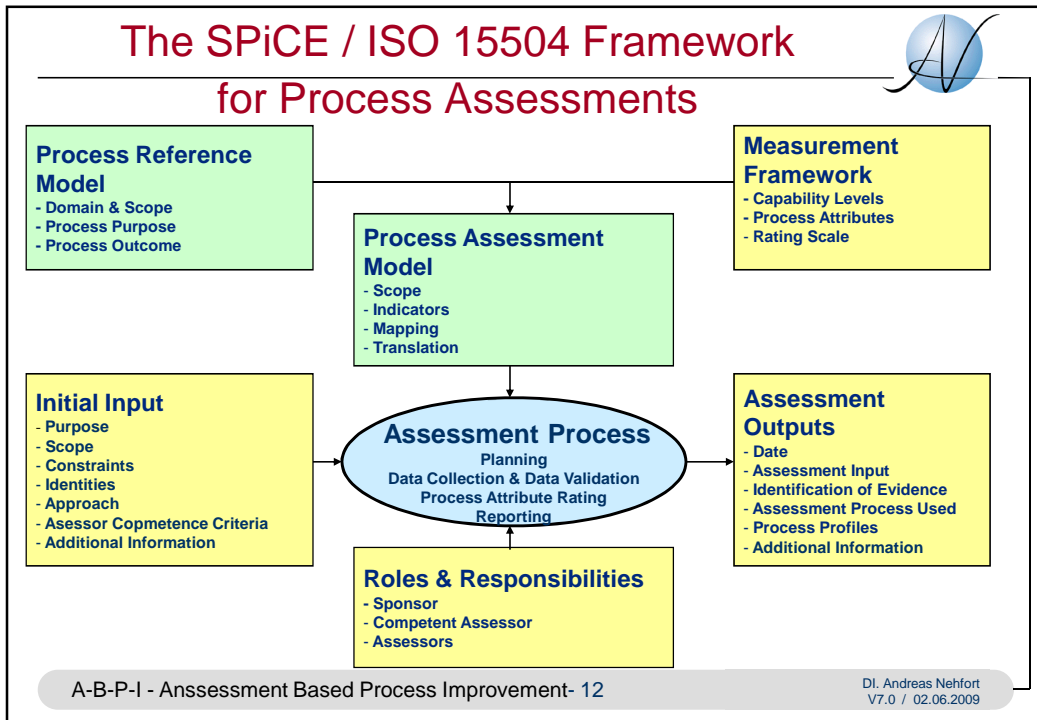 The SPiCE / ISO 15504 Framework
for Process Assessments
Process Reference
Model
- Domain & Scope
- Process Purpose
- Process Outcome
Measurement
Framework
- Capability Levels
- Process Attributes
- Rating Scale
Process Assessment
Model
- Scope
- Indicators
- Mapping
- Translation
Initial Input
- Purpose
- Scope
- Constraints
- Identities
- Approach
- Asessor Copmetence Criteria
- Additional Information
Assessment Process
Planning
Data Collection & Data Validation
Process Attribute Rating
Reporting
Assessment
Outputs
- Date
- Assessment Input
- Identification of Evidence
- Assessment Process Used
- Process Profiles
- Additional Information
Roles & Responsibilities
- Sponsor
- Competent Assessor
- Assessors
A-B-P-I - Anssessment Based Process Improvement- 12
DI. Andreas Nehfort
V7.0 / 02.06.2009